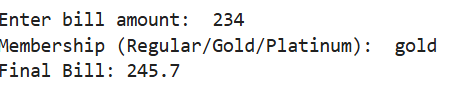 Enter bill amount:  234
Membership (Regular/Gold/Platinum):  gold
Final Bill: 245.7